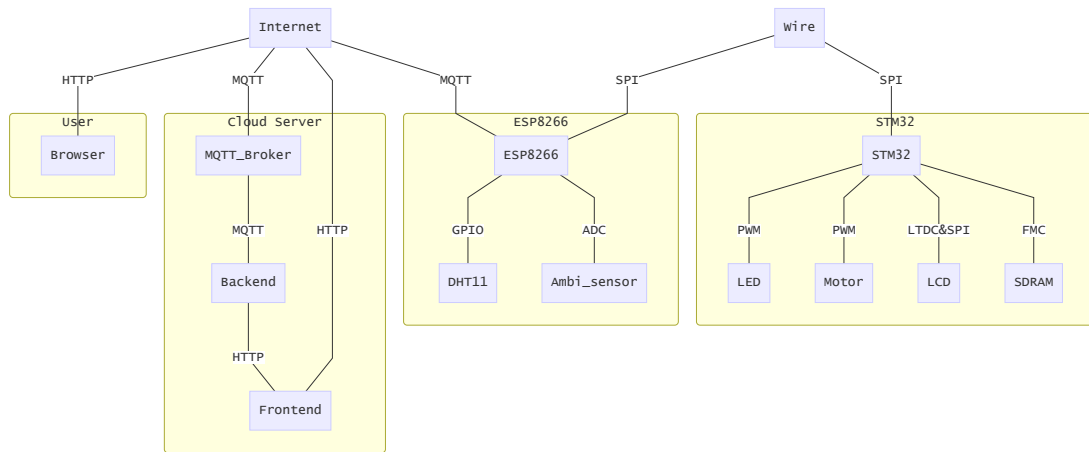 Internet
Wire
HTTP
MQTT
MQTT
SPI
SPI
User
Cloud Server
ESP8266
STM32
Browser
MQTT_Broker
ESP8266
STM32
MQTT
HTTP
GPIO
ADC
PWM
PWM
LTDC&SPI
FMC
Backend
DHT11
Ambi_sensor
LED
Motor
LCD
SDRAM
HTTP
Frontend